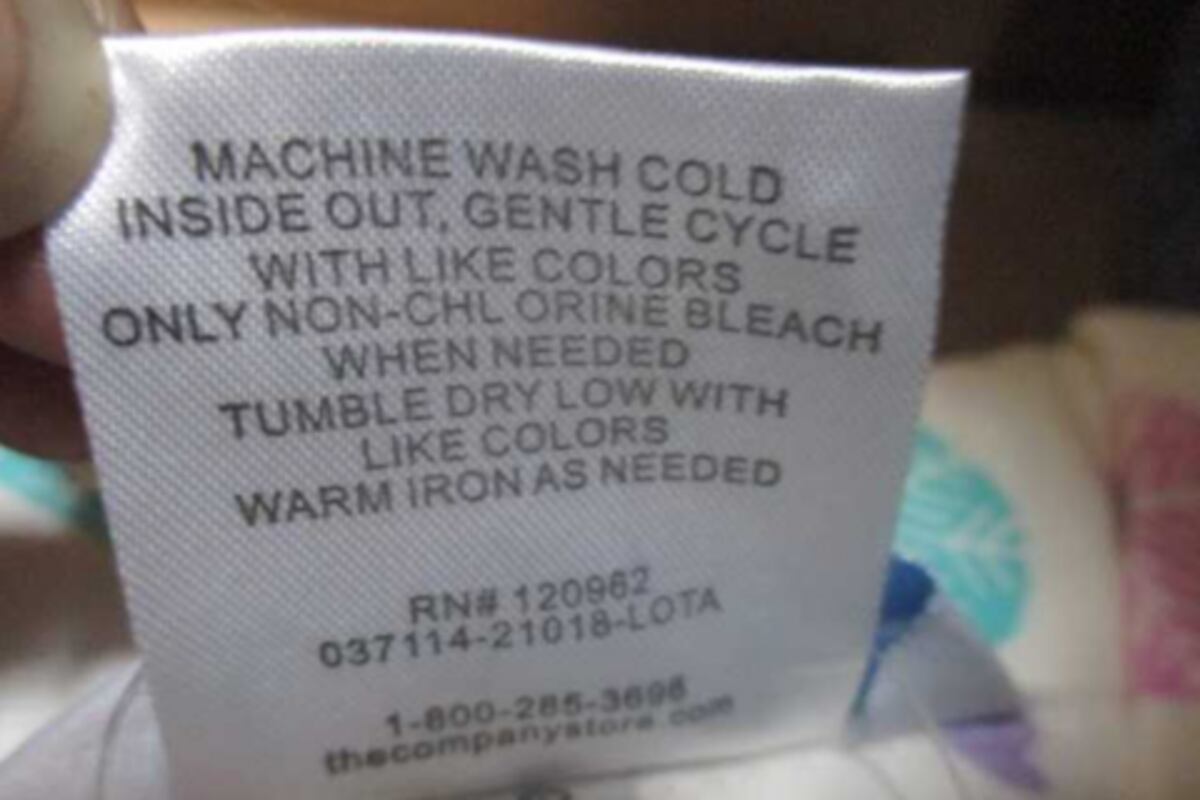 MACHINE WASH COLD
INSIDE OUT, GENTLE CYCLE
WITH LIKE COLORS
ONLY NON-CHL ORINE BLEACH
WHEN NEEDED
TUMBLE DRY LOW WITH
LIKE COLORS
WARM IRON AS NEEDED
RN# 120962
037114-21018-LOTA
1-800-285-3696
thecompanystore.com